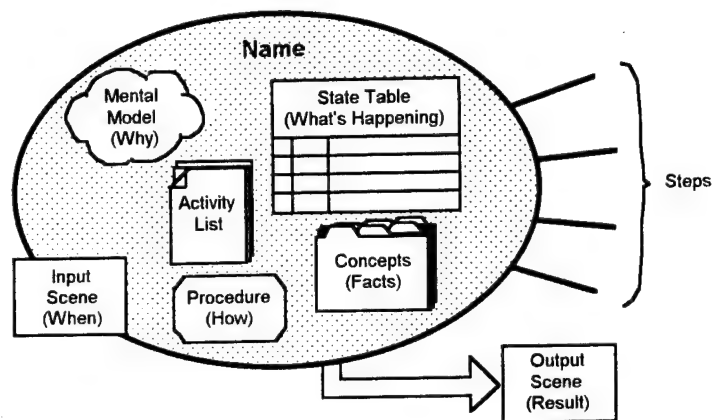 Name
Mental
Model
(Why)
State Table
(What's Happening)
Activity
List
Steps
Input
Scene
(When)
Procedure
(How)
Concepts
(Facts)
Output
Scene
(Result)